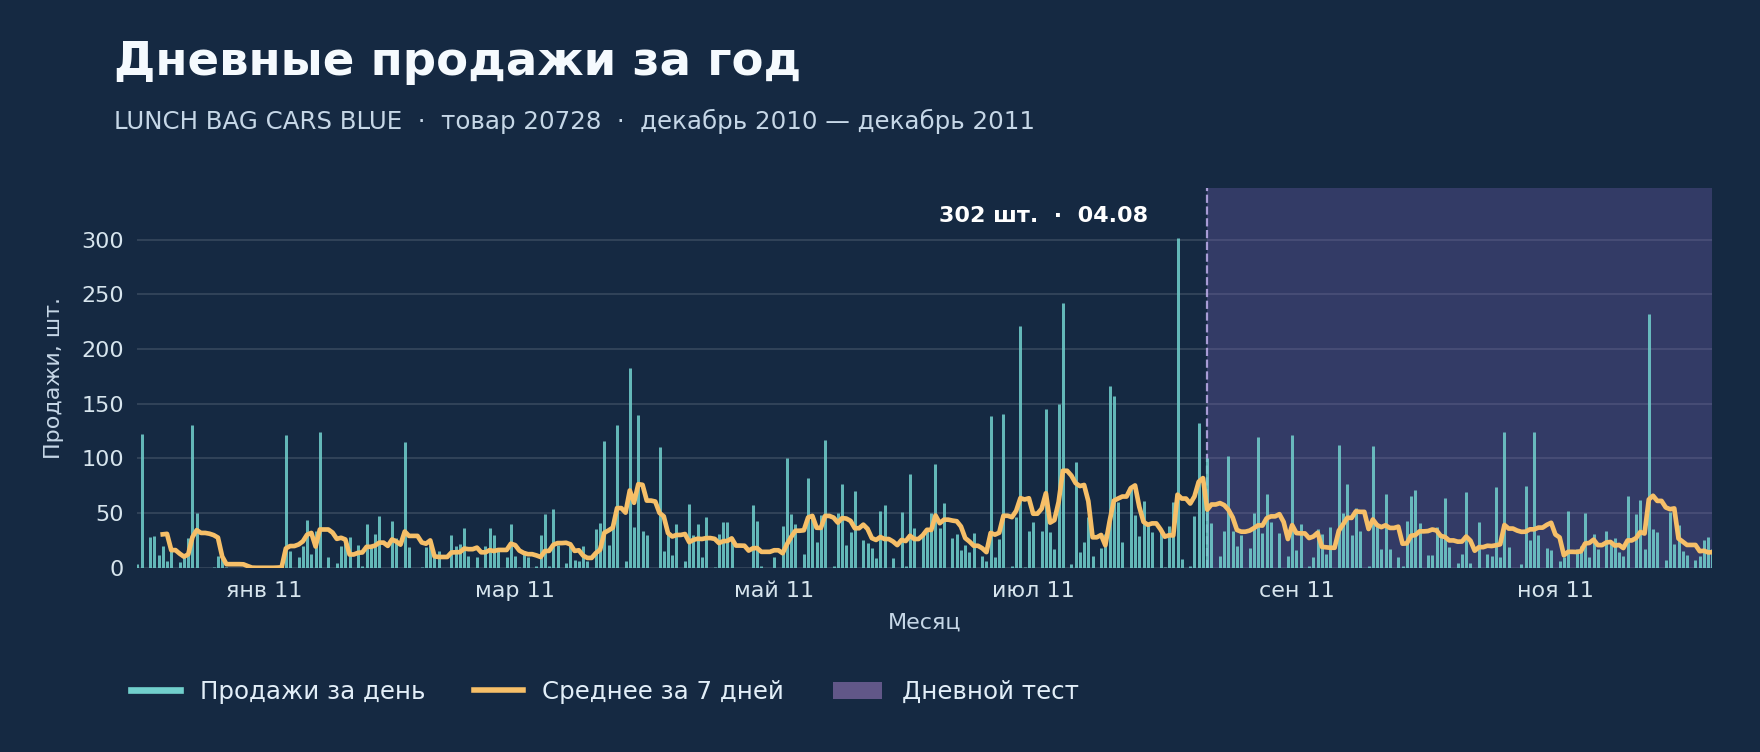 Дневные продажи за год
LUNCH BAG CARS BLUE · товар 20728 · декабрь 2010 — декабрь 2011
302 шт. · 04.08
300
250
200
150
100
50
0
Продажи, шт.
янв 11 мар 11 май 11 июл 11 сен 11 ноя 11
Месяц
Продажи за день Среднее за 7 дней Дневной тест